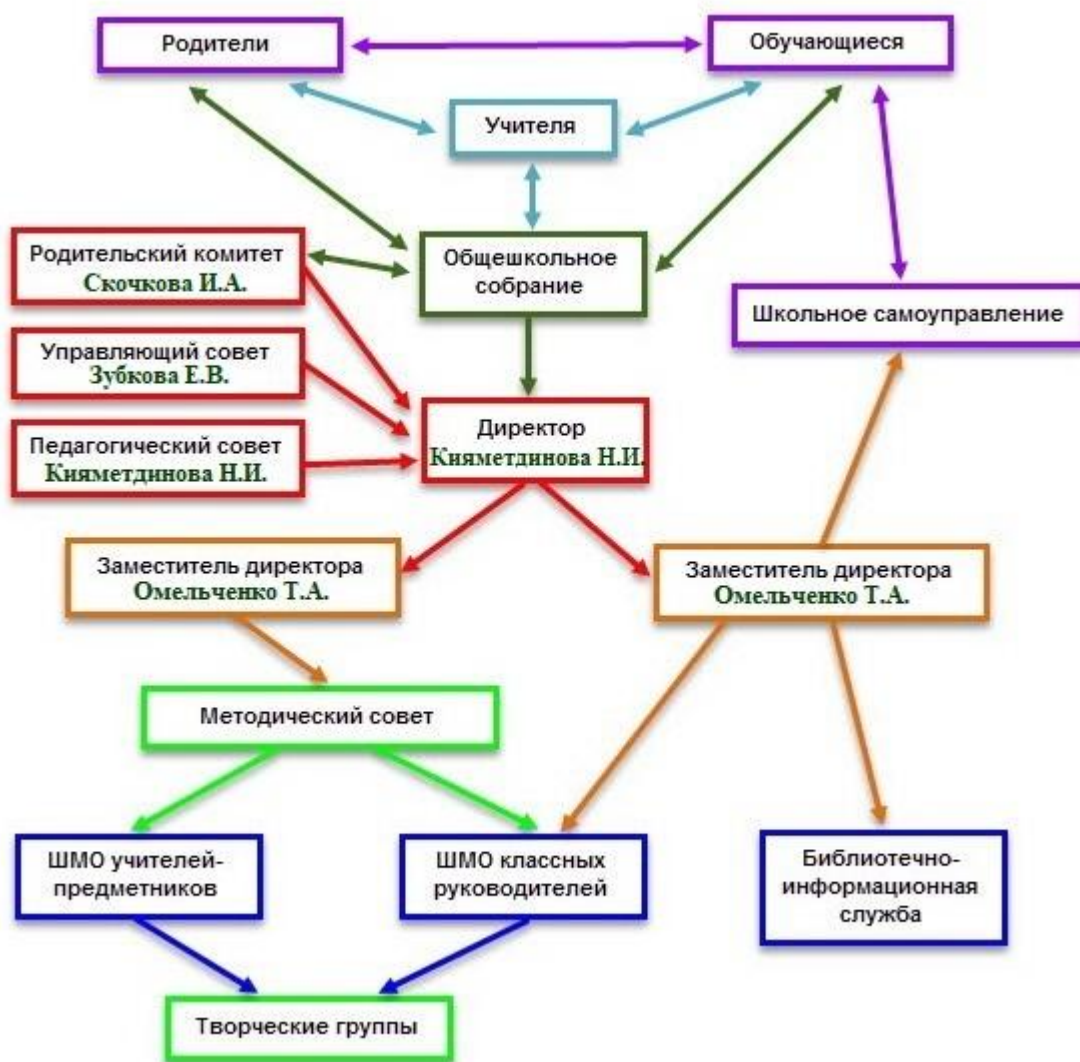 Родители
Обучающиеся
Учителя
Родительский комитет
Скочкова И.А.
Общешкольное
собрание
Школьное самоуправление
Управляющий совет
Зубкова Е.В.
Педагогический совет
Кияметдинова Н.И.
Директор
Кияметдинова Н.И.
Заместитель директора
Омельченко Т.А.
Заместитель директора
Омельченко Т.А.
Методический совет
ШМО учителей-
предметников
ШМО классных
руководителей
Библиотечно-
информационная
служба
Творческие группы